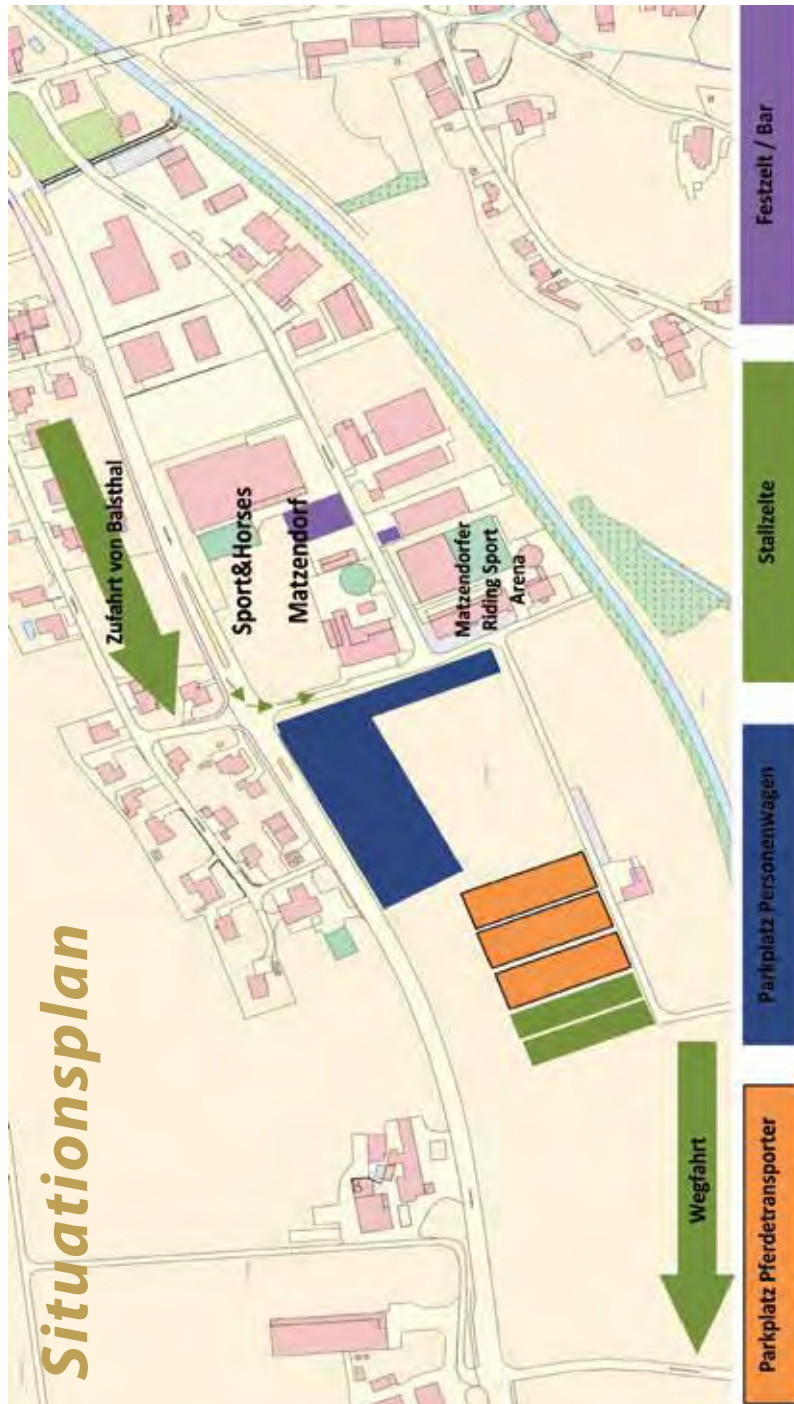 Situationsplan
Zufahrt von Balsthal
Sport&Horses
Matzendorf
Matzendorfer
Riding Sport
Arena
Wegfahrt
Parkplatz Pferdetransporter
Parkplatz Personenwagen
Stallzelte
Festzelt / Bar